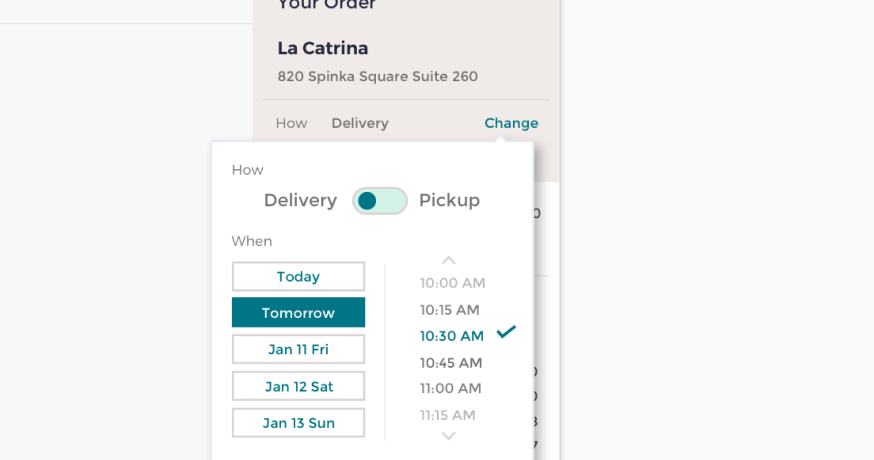 Your Order
La Catrina
820 Spinka Square Suite 260
How Delivery Change
How
Delivery Pickup
When
Today
Tomorrow
Jan 11 Fri
Jan 12 Sat
Jan 13 Sun
10:00 AM
10:15 AM
10:30 AM
10:45 AM
11:00 AM
11:15 AM